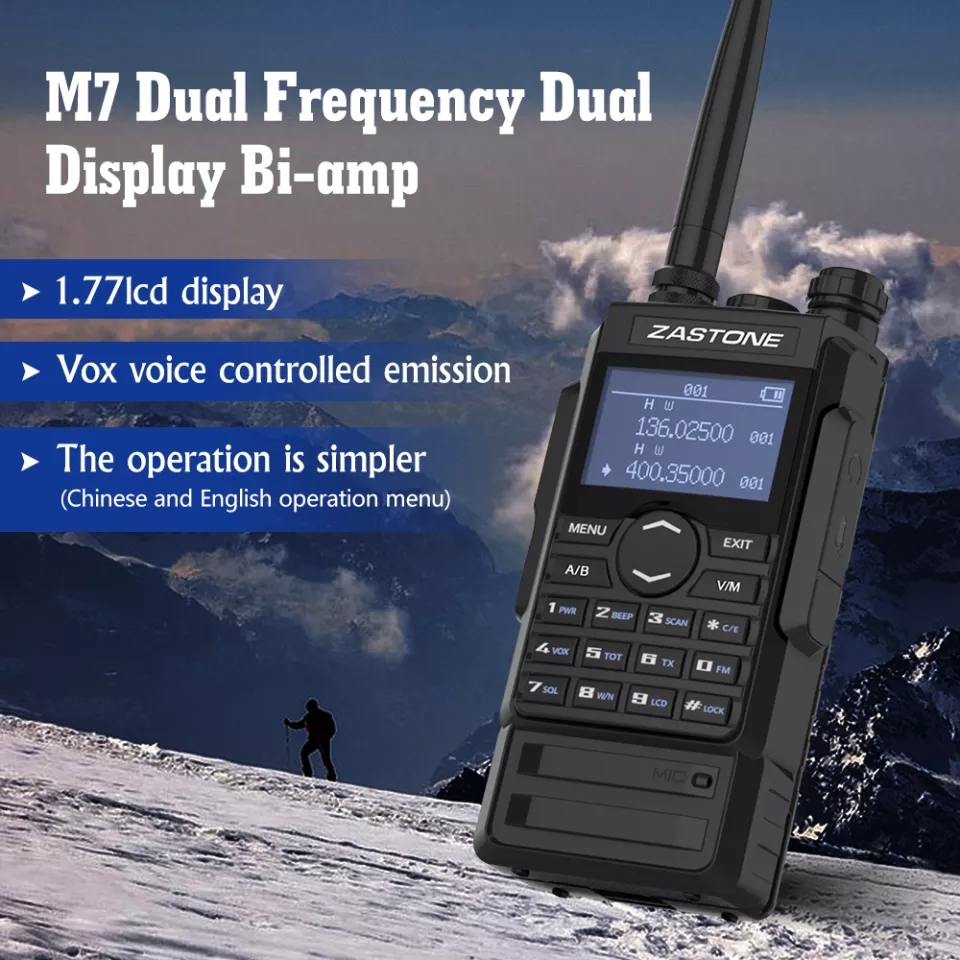 M7 Dual Frequency Dual
Display Bi-amp
➤ 1.77lcd display
➤ Vox voice controlled emission
➤ The operation is simpler
(Chinese and English operation menu)
ZASTONE
001
H W
136.02500 001
H W
400.35000 001
MENU
EXIT
A/B
V/M
1 PWR 2 BEEP 3 SCAN * C/E
4 VOX 5 TOT 6 TX 0 FM
7 SQL 8 W/N 9 LCD # LOCK
MIC